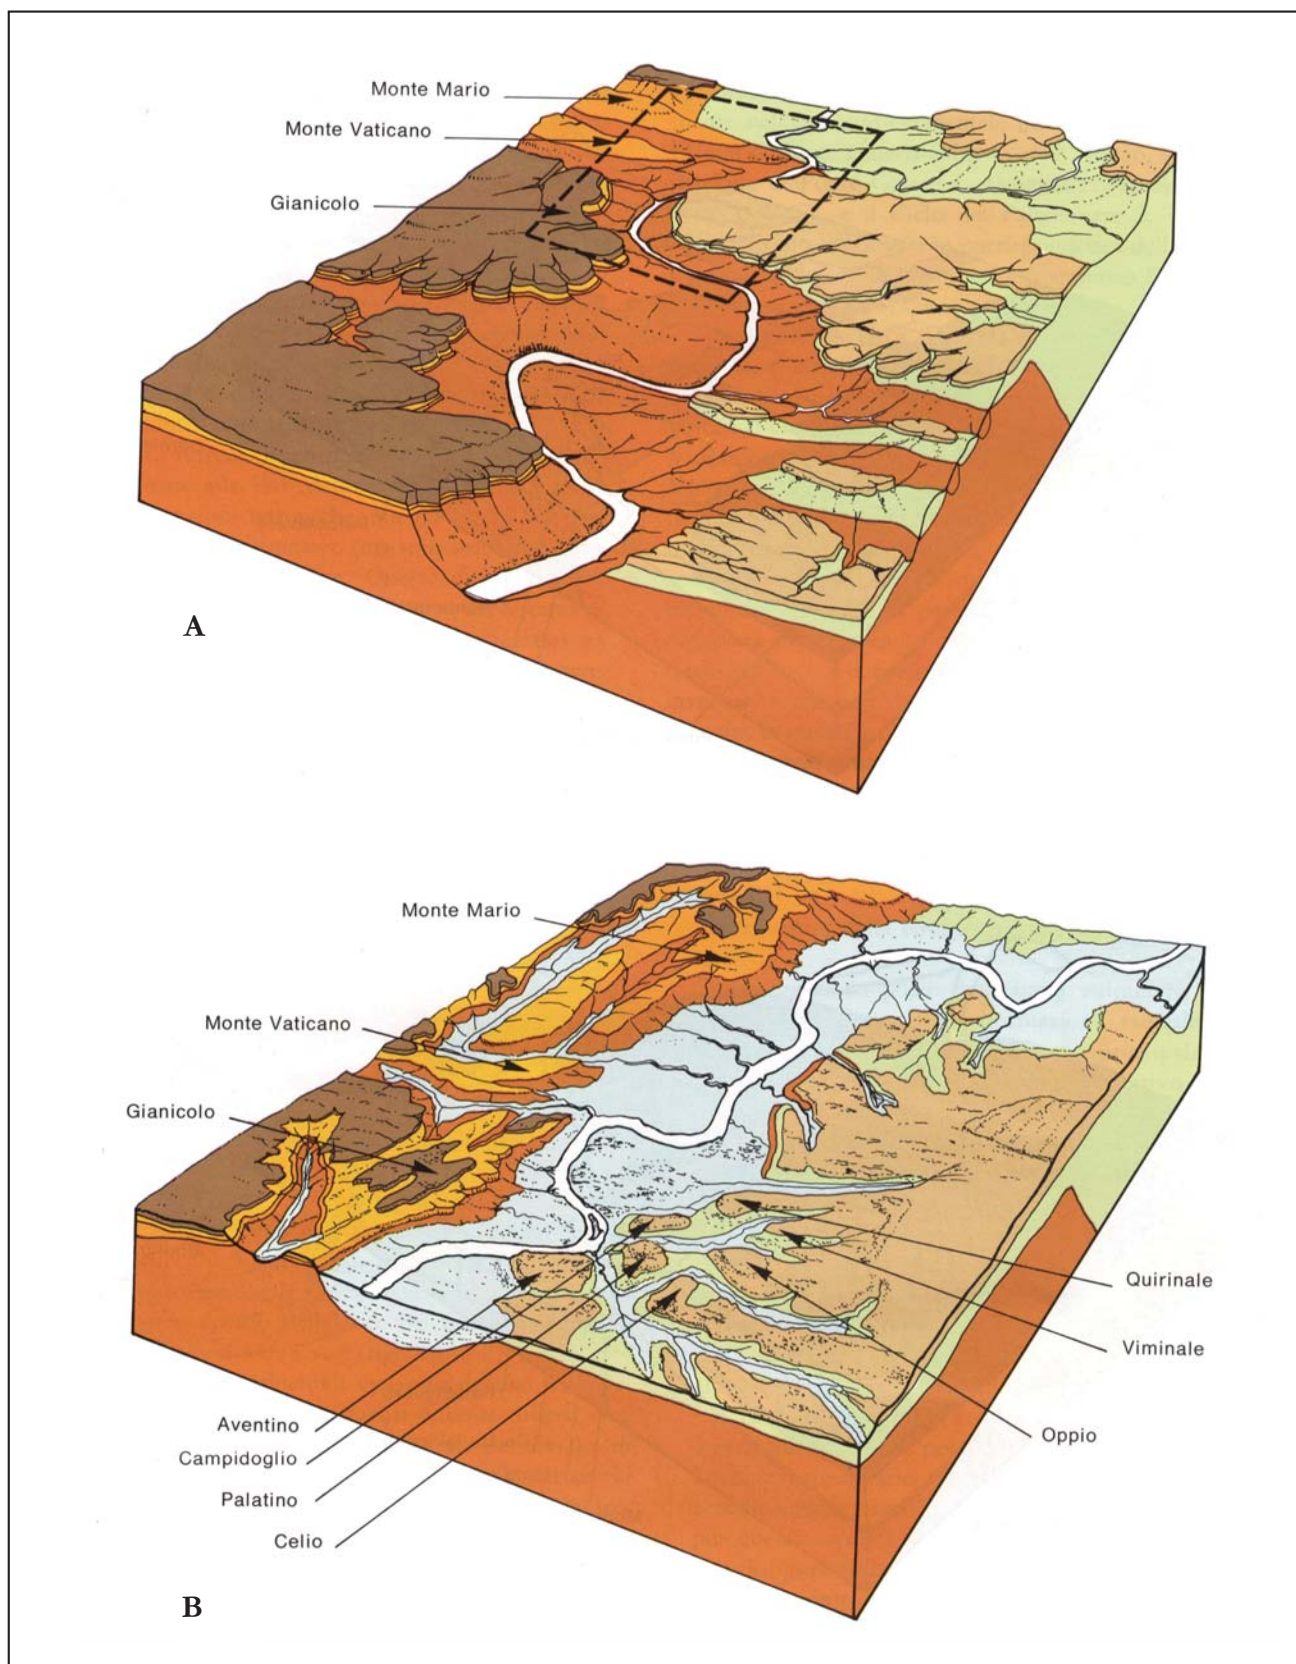 Monte Mario
Monte Vaticano
Gianicolo
A
Monte Mario
Monte Vaticano
Gianicolo
Quirinale
Viminale
Oppio
Aventino
Campidoglio
Palatino
Celio
B